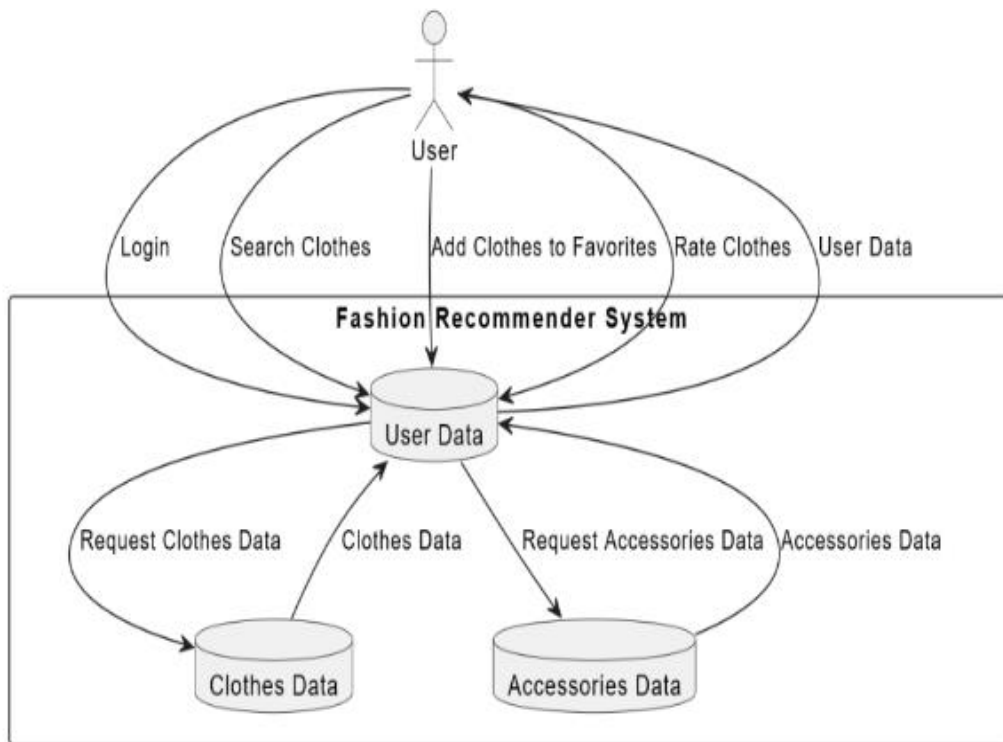 User
Login
Search Clothes
Add Clothes to Favorites
Rate Clothes
User Data
Fashion Recommender System
User Data
Request Clothes Data
Clothes Data
Request Accessories Data
Accessories Data
Clothes Data
Accessories Data